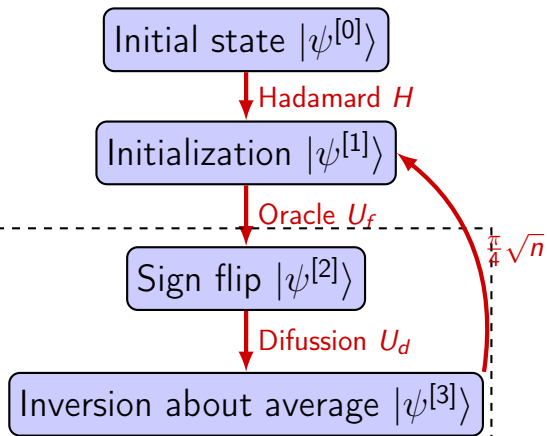 Initial state |ψ[0]⟩
Hadamard H
Initialization |ψ[1]⟩
Oracle U_f
π/4 √n
Sign flip |ψ[2]⟩
Difussion U_d
Inversion about average |ψ[3]⟩